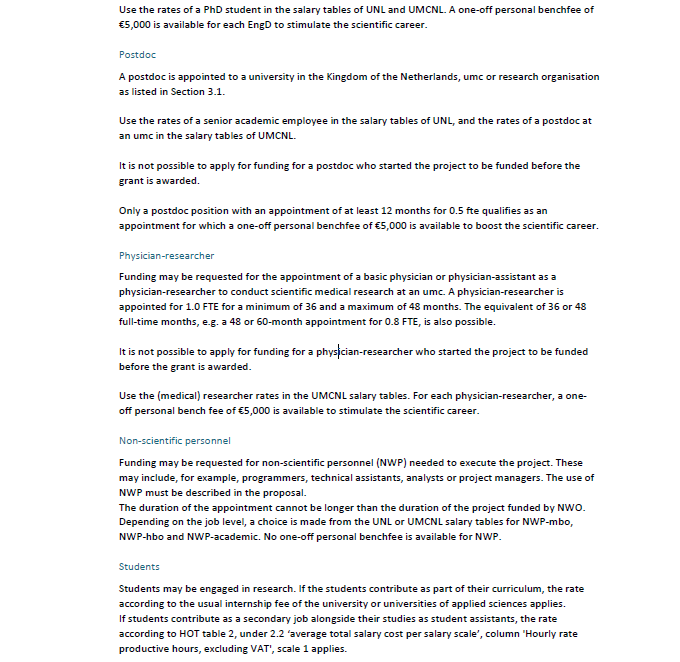 Use the rates of a PhD student in the salary tables of UNL and UMCNL. A one-off personal benchfee of
€5,000 is available for each EngD to stimulate the scientific career.
Postdoc
A postdoc is appointed to a university in the Kingdom of the Netherlands, umc or research organisation
as listed in Section 3.1.
Use the rates of a senior academic employee in the salary tables of UNL, and the rates of a postdoc at
an umc in the salary tables of UMCNL.
It is not possible to apply for funding for a postdoc who started the project to be funded before the
grant is awarded.
Only a postdoc position with an appointment of at least 12 months for 0.5 fte qualifies as an
appointment for which a one-off personal benchfee of €5,000 is available to boost the scientific career.
Physician-researcher
Funding may be requested for the appointment of a basic physician or physician-assistant as a
physician-researcher to conduct scientific medical research at an umc. A physician-researcher is
appointed for 1.0 FTE for a minimum of 36 and a maximum of 48 months. The equivalent of 36 or 48
full-time months, e.g. a 48 or 60-month appointment for 0.8 FTE, is also possible.
It is not possible to apply for funding for a physician-researcher who started the project to be funded
before the grant is awarded.
Use the (medical) researcher rates in the UMCNL salary tables. For each physician-researcher, a one-
off personal bench fee of €5,000 is available to stimulate the scientific career.
Non-scientific personnel
Funding may be requested for non-scientific personnel (NWP) needed to execute the project. These
may include, for example, programmers, technical assistants, analysts or project managers. The use of
NWP must be described in the proposal.
The duration of the appointment cannot be longer than the duration of the project funded by NWO.
Depending on the job level, a choice is made from the UNL or UMCNL salary tables for NWP-mbo,
NWP-hbo and NWP-academic. No one-off personal benchfee is available for NWP.
Students
Students may be engaged in research. If the students contribute as part of their curriculum, the rate
according to the usual internship fee of the university or universities of applied sciences applies.
If students contribute as a secondary job alongside their studies as student assistants, the rate
according to HOT table 2, under 2.2 ‘average total salary cost per salary scale’, column 'Hourly rate
productive hours, excluding VAT', scale 1 applies.